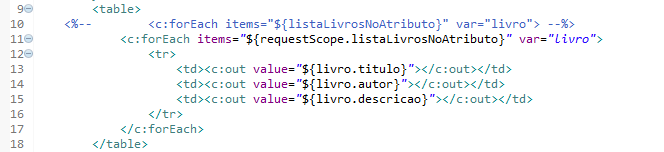 9 <table>
10 <%-- <c:forEach items="${listaLivrosNoAtributo}" var="livro"> --%>
11 <c:forEach items="${requestScope.listaLivrosNoAtributo}" var="livro">
12 <tr>
13 <td><c:out value="${livro.titulo}"></c:out></td>
14 <td><c:out value="${livro.autor}"></c:out></td>
15 <td><c:out value="${livro.descricao}"></c:out></td>
16 </tr>
17 </c:forEach>
18 </table>